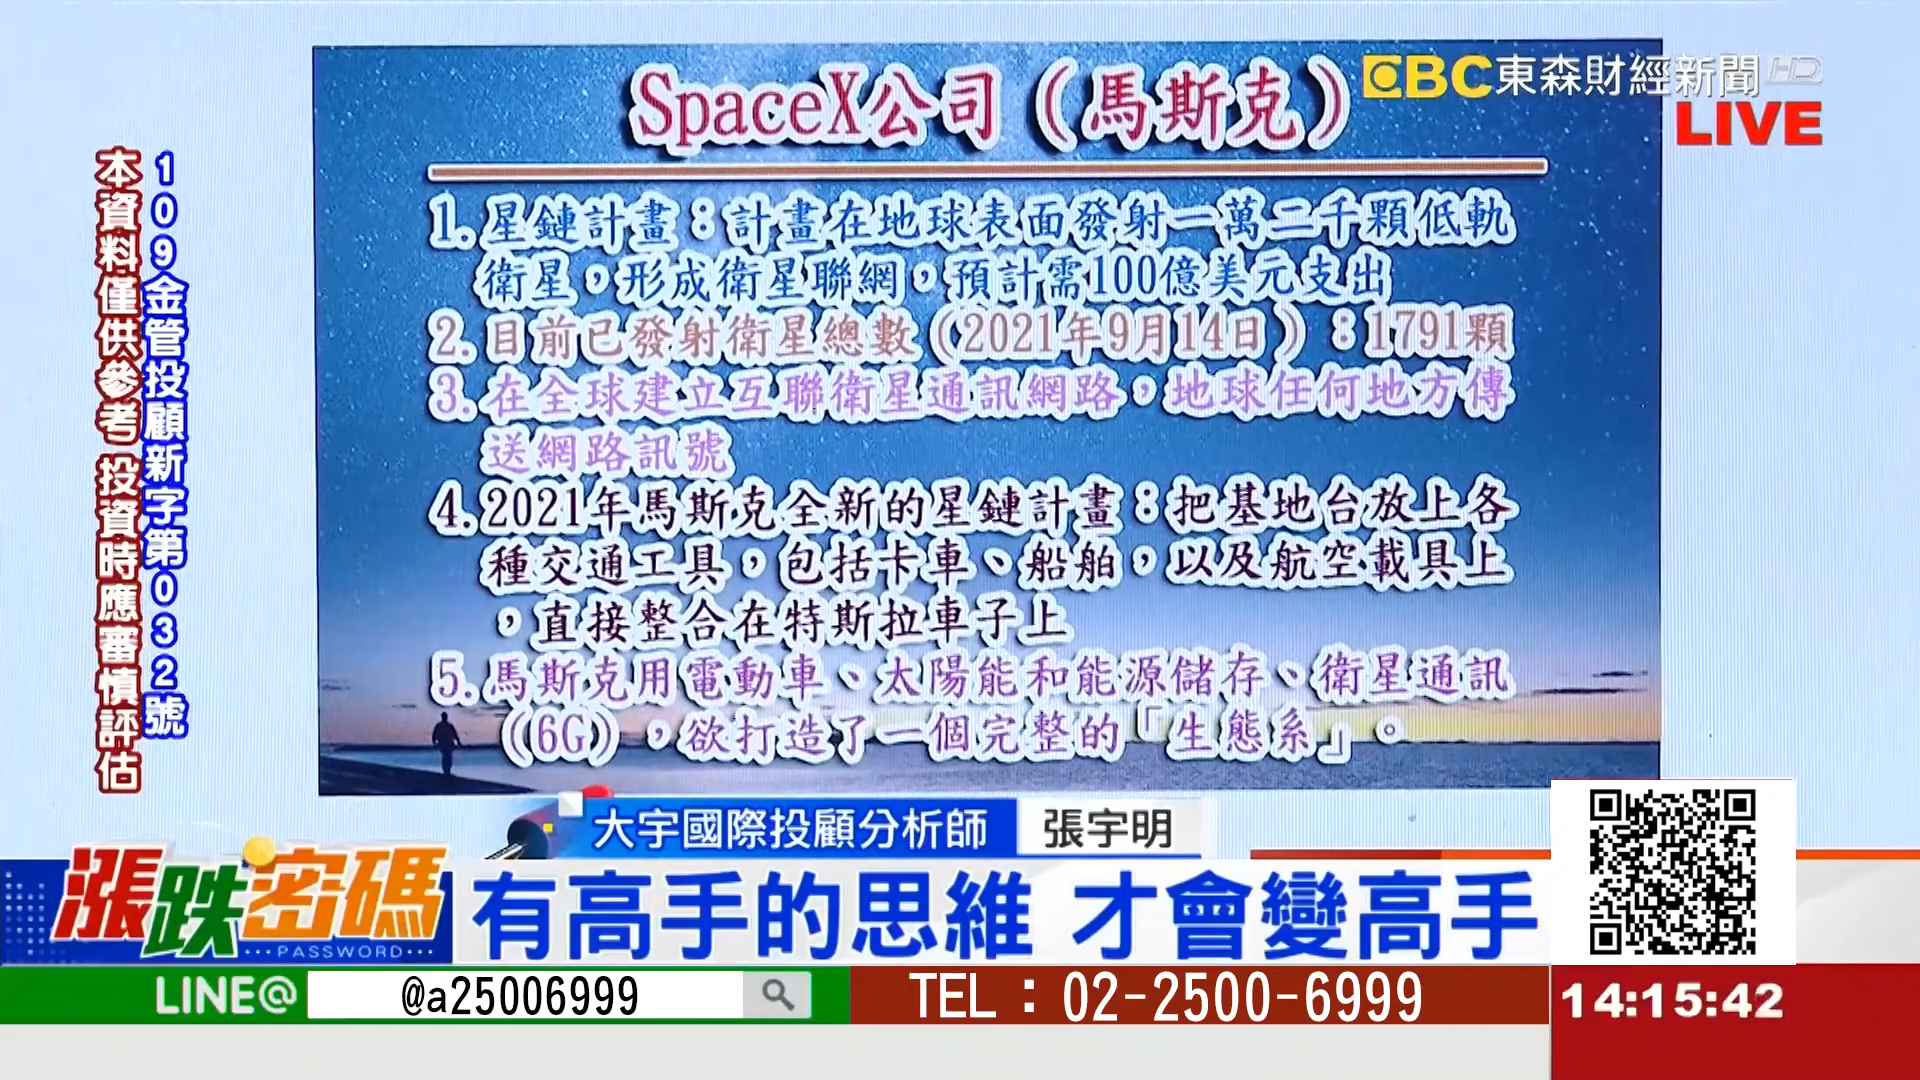 EBC東森財經新聞 HD
LIVE
SpaceX公司（馬斯克）
1.星鏈計畫：計畫在地球表面發射一萬二千顆低軌
衛星，形成衛星聯網，預計需100億美元支出
2.目前已發射衛星總數（2021年9月14日）：1791顆
3.在全球建立互聯衛星通訊網路，地球任何地方傳
送網路訊號
4.2021年馬斯克全新的星鏈計畫：把基地台放上各
種交通工具，包括卡車、船舶，以及航空載具上
，直接整合在特斯拉車子上
5.馬斯克用電動車、太陽能和能源儲存、衛星通訊
（6G），欲打造了一個完整的「生態系」。
109金管投顧新字第032號
本資料僅供參考 投資時應審慎評估
大宇國際投顧分析師 張宇明
漲跌密碼
PASSWORD
有高手的思維 才會變高手
LINE@ @a25006999
TEL：02-2500-6999
14:15:42